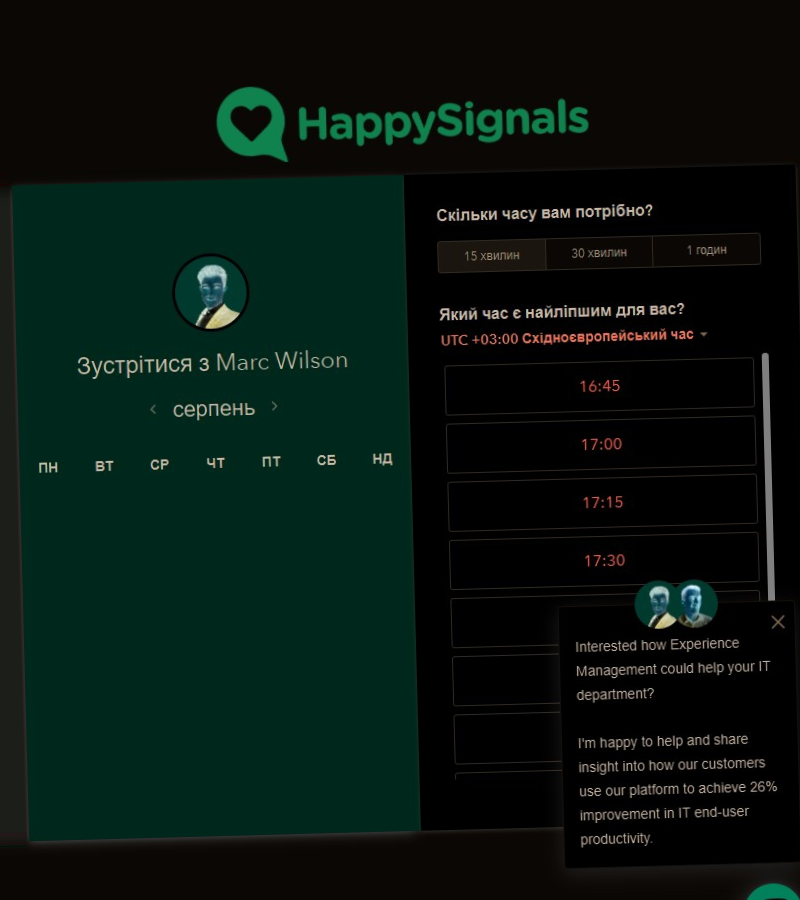 HappySignals
Зустрітися з Marc Wilson
серпень
ПН ВТ СР ЧТ ПТ СБ НД
Скільки часу вам потрібно?
15 хвилин 30 хвилин 1 годин
Який час є найліпшим для вас?
UTC +03:00 Східноєвропейський час
16:45
17:00
17:15
17:30
Interested how Experience
Management could help your IT
department?
I'm happy to help and share
insight into how our customers
use our platform to achieve 26%
improvement in IT end-user
productivity.